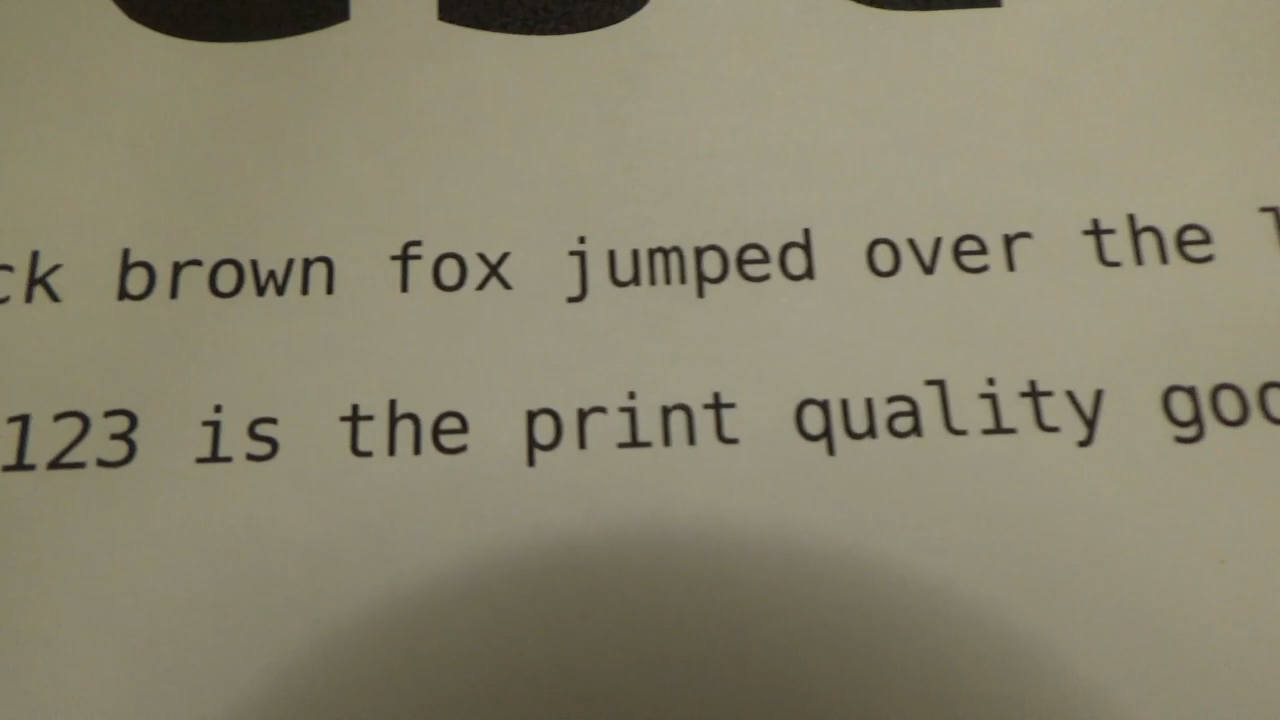 ck brown fox jumped over the
123 is the print quality goo